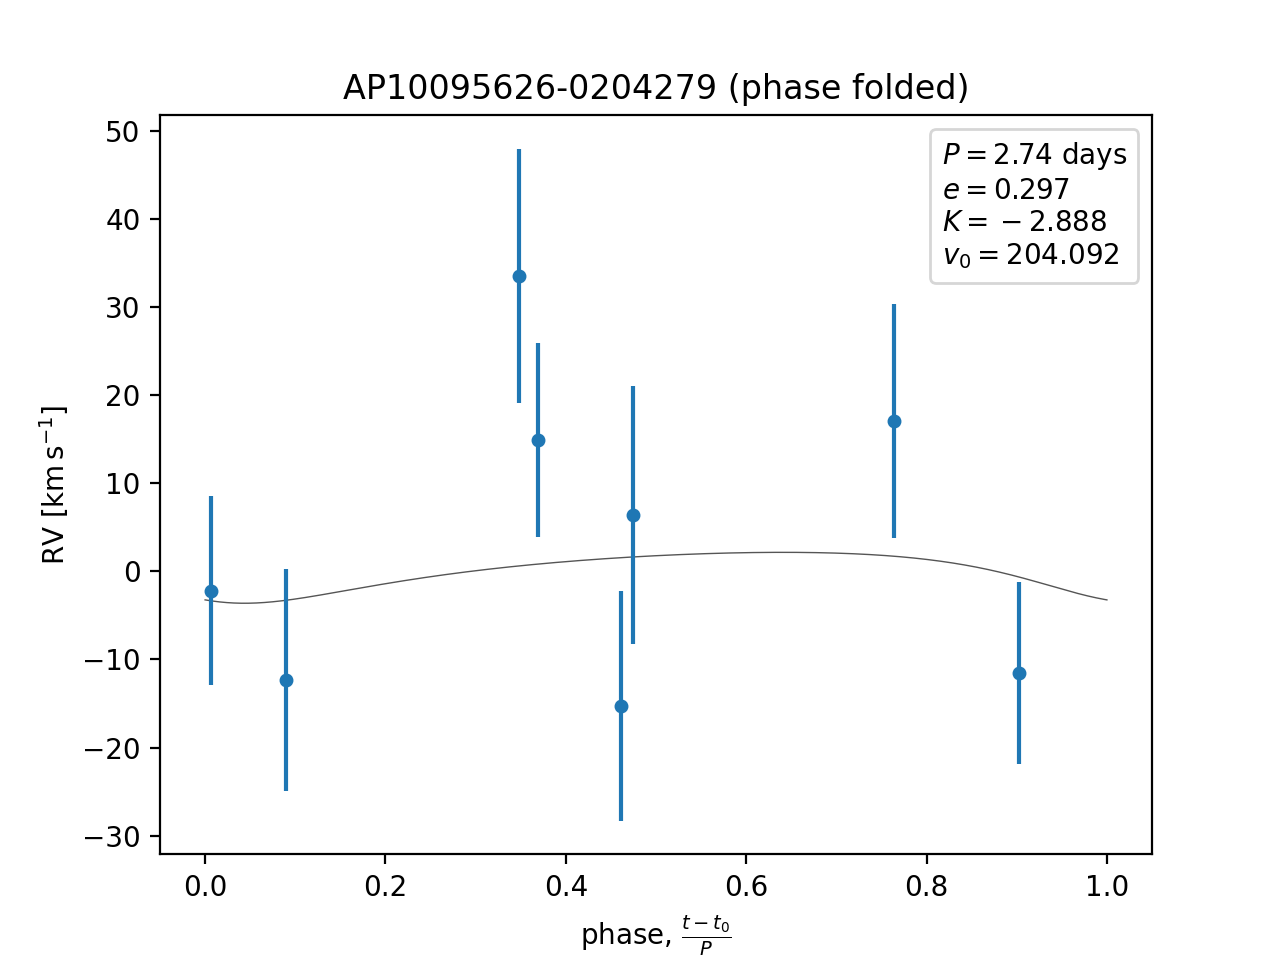 AP10095626-0204279 (phase folded)
P = 2.74 days
e = 0.297
K = −2.888
v₀ = 204.092
RV [km s⁻¹]
50
40
30
20
10
0
−10
−20
−30
0.0 0.2 0.4 0.6 0.8 1.0
phase, (t − t₀)/P